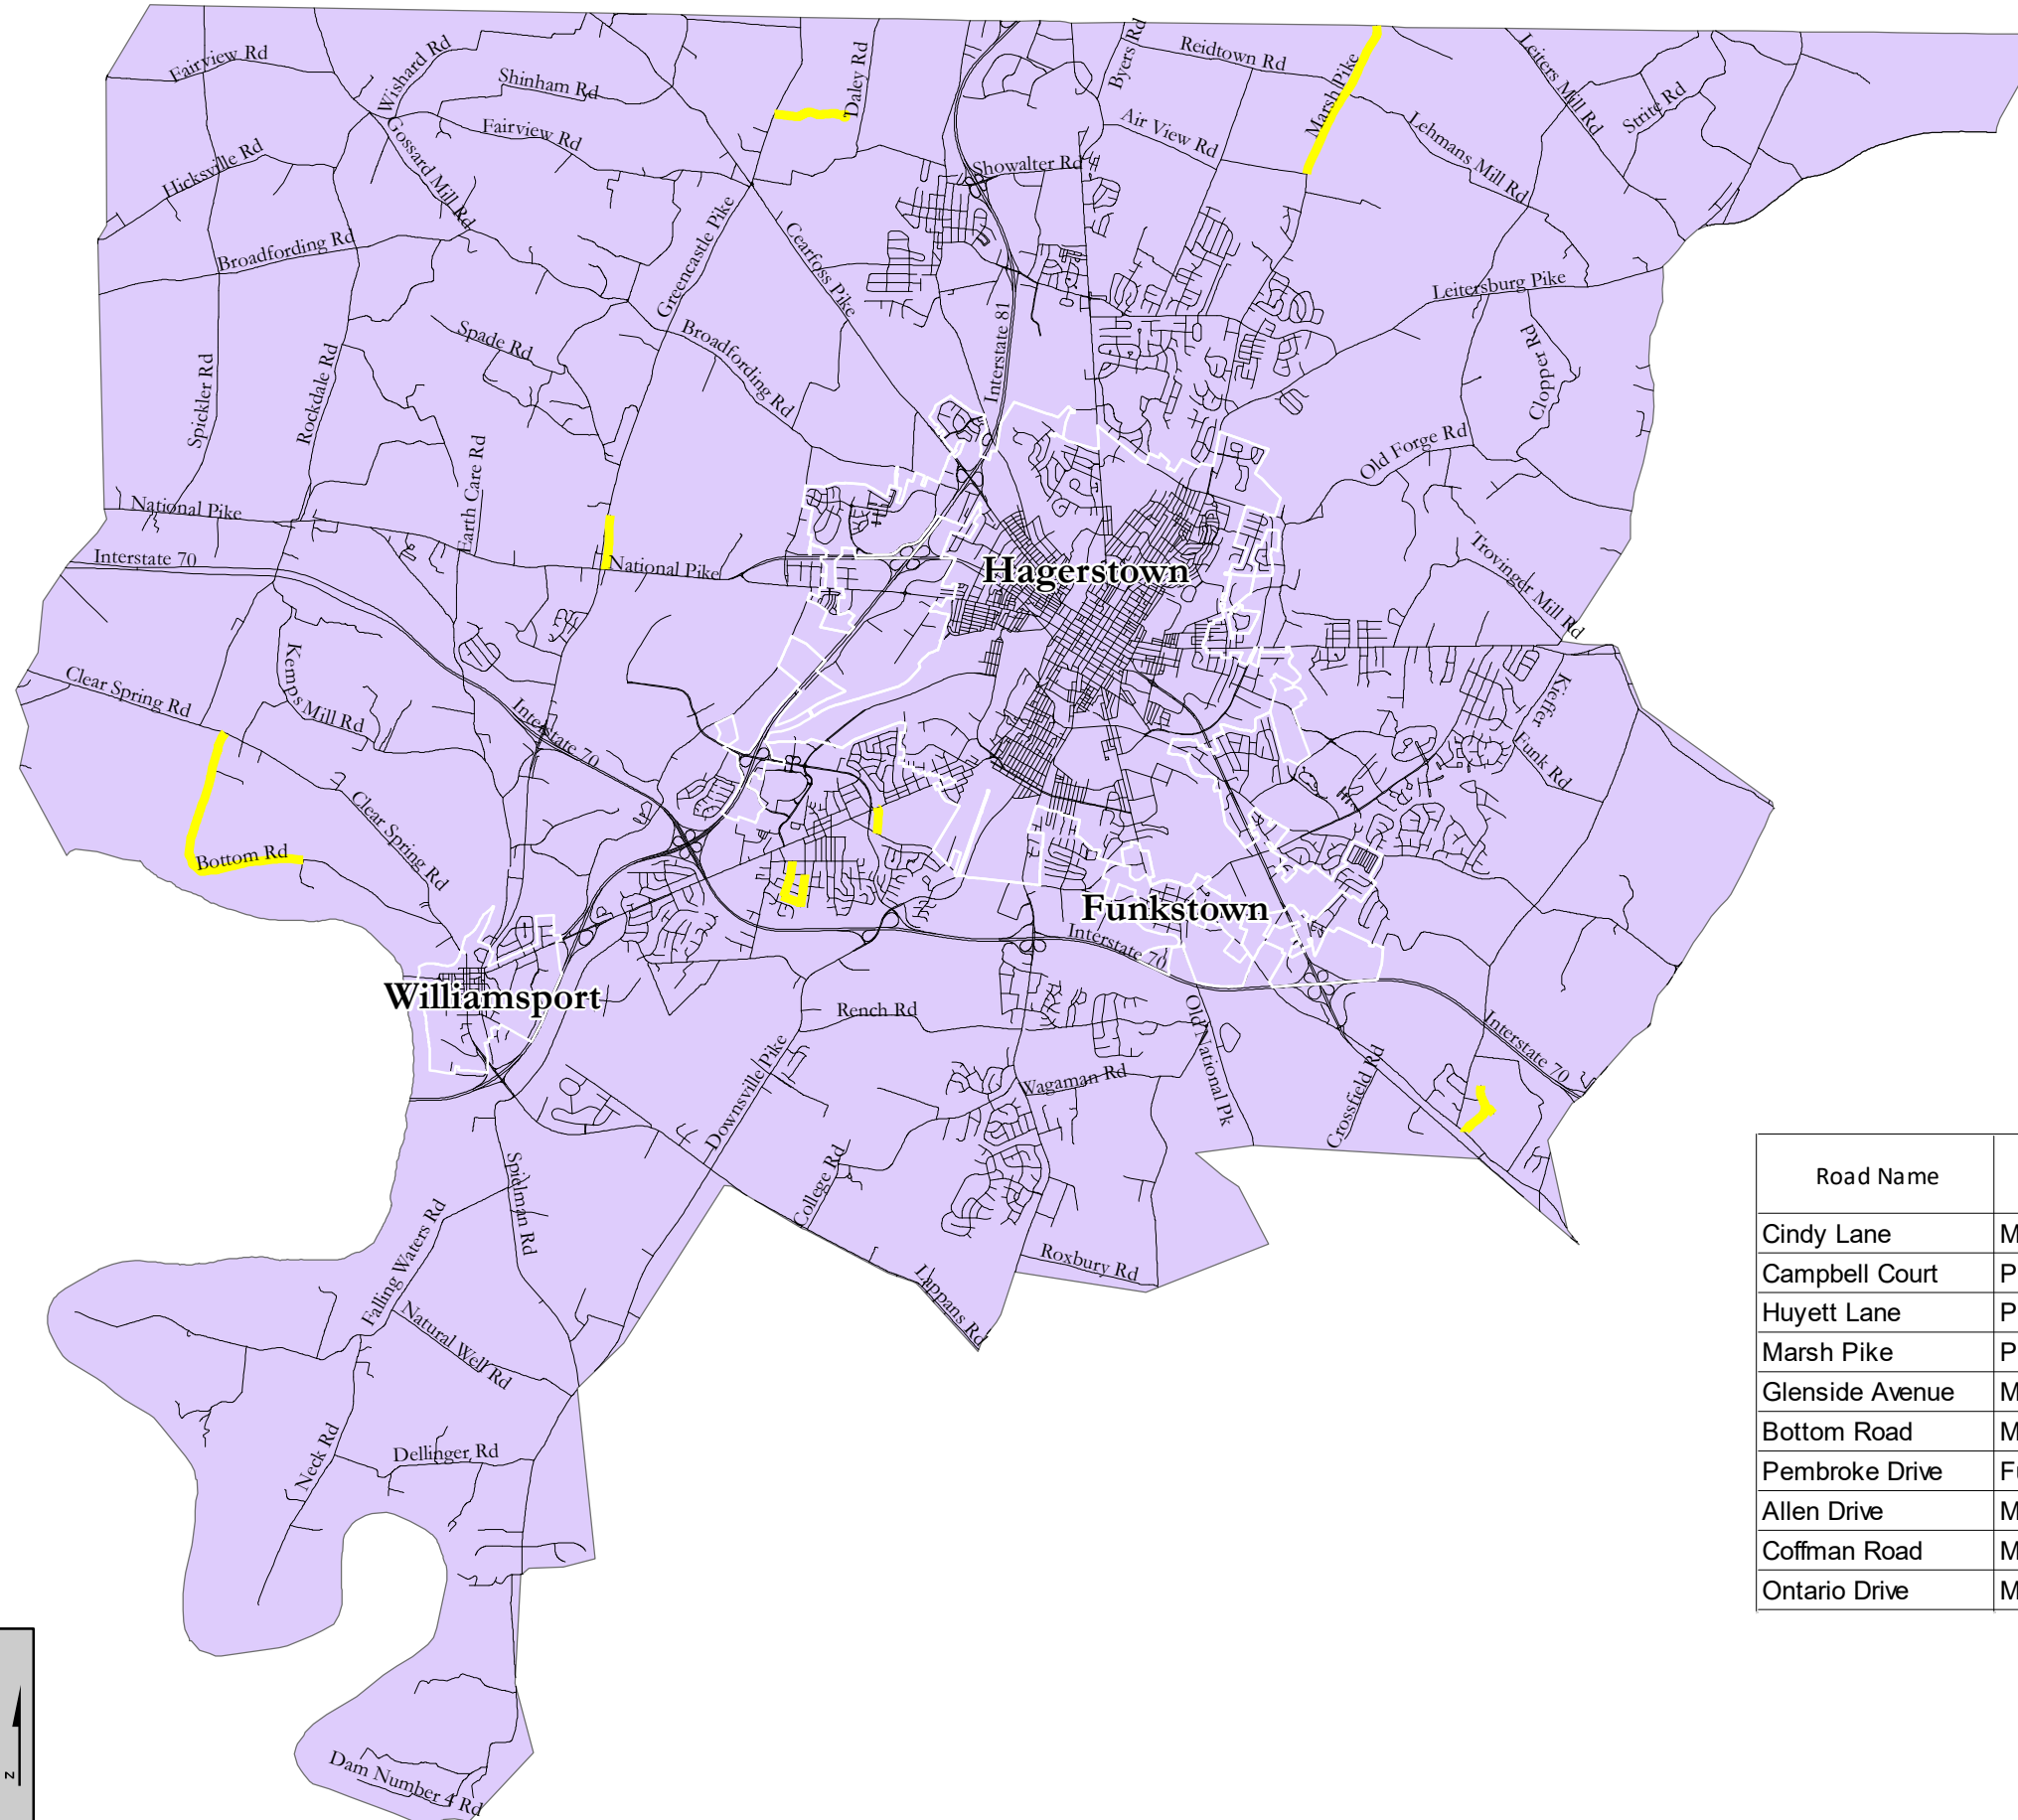 Fairview Rd
Wishard Rd
Shinham Rd
Daley Rd
Byers Rd
Reidtown Rd
Marsh Pike
Leiters Mill Rd
Strite Rd
Fairview Rd
Gossard Mill Rd
Hicksville Rd
Air View Rd
Lehmans Mill Rd
Showalter Rd
Broadfording Rd
Greencastle Pike
Cearfoss Pike
Leitersburg Pike
Interstate 81
Spade Rd
Broadfording Rd
Clopper Rd
Spickler Rd
Rockdale Rd
Earth Care Rd
Old Forge Rd
National Pike
Interstate 70
National Pike
Hagerstown
Trovinger Mill Rd
Clear Spring Rd
Kemps Mill Rd
Interstate 70
Kieffer
Funk Rd
Clear Spring Rd
Bottom Rd
Funkstown
Interstate 70
Williamsport
Rench Rd
Old National Pk
Interstate 70
Downsville Pike
Wagaman Rd
Crossfield Rd
Spielman Rd
College Rd
Falling Waters Rd
Roxbury Rd
Lappans Rd
Natural Well Rd
Neck Rd
Dellinger Rd
Dam Number 4 Rd
Road Name
Cindy Lane M
Campbell Court P
Huyett Lane P
Marsh Pike P
Glenside Avenue M
Bottom Road M
Pembroke Drive Fu
Allen Drive M
Coffman Road M
Ontario Drive M
N